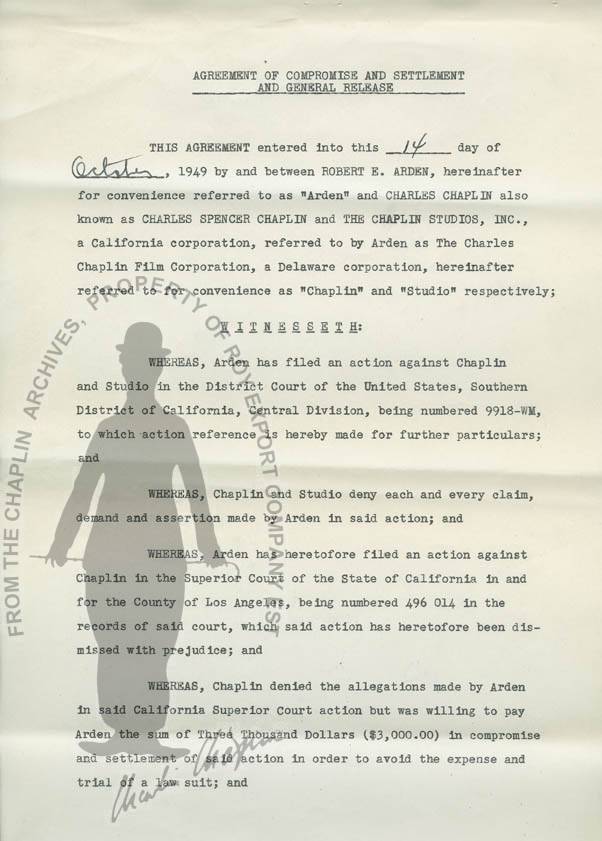 AGREEMENT OF COMPROMISE AND SETTLEMENT
AND GENERAL RELEASE
THIS AGREEMENT entered into this 14 day of
October, 1949 by and between ROBERT E. ARDEN, hereinafter
for convenience referred to as "Arden" and CHARLES CHAPLIN also
known as CHARLES SPENCER CHAPLIN and THE CHAPLIN STUDIOS, INC.,
a California corporation, referred to by Arden as The Charles
Chaplin Film Corporation, a Delaware corporation, hereinafter
referred to for convenience as "Chaplin" and "Studio" respectively;
W I T N E S S E T H:
WHEREAS, Arden has filed an action against Chaplin
and Studio in the District Court of the United States, Southern
District of California, Central Division, being numbered 9918-WM,
to which action reference is hereby made for further particulars;
and
WHEREAS, Chaplin and Studio deny each and every claim,
demand and assertion made by Arden in said action; and
WHEREAS, Arden has heretofore filed an action against
Chaplin in the Superior Court of the State of California in and
for the County of Los Angeles, being numbered 496 014 in the
records of said court, which said action has heretofore been dis-
missed with prejudice; and
WHEREAS, Chaplin denied the allegations made by Arden
in said California Superior Court action but was willing to pay
Arden the sum of Three Thousand Dollars ($3,000.00) in compromise
and settlement of said action in order to avoid the expense and
trial of a law suit; and
FROM THE CHAPLIN ARCHIVES, PROPERTY OF ROY EXPORT COMPANY EST
Charlie Chaplin